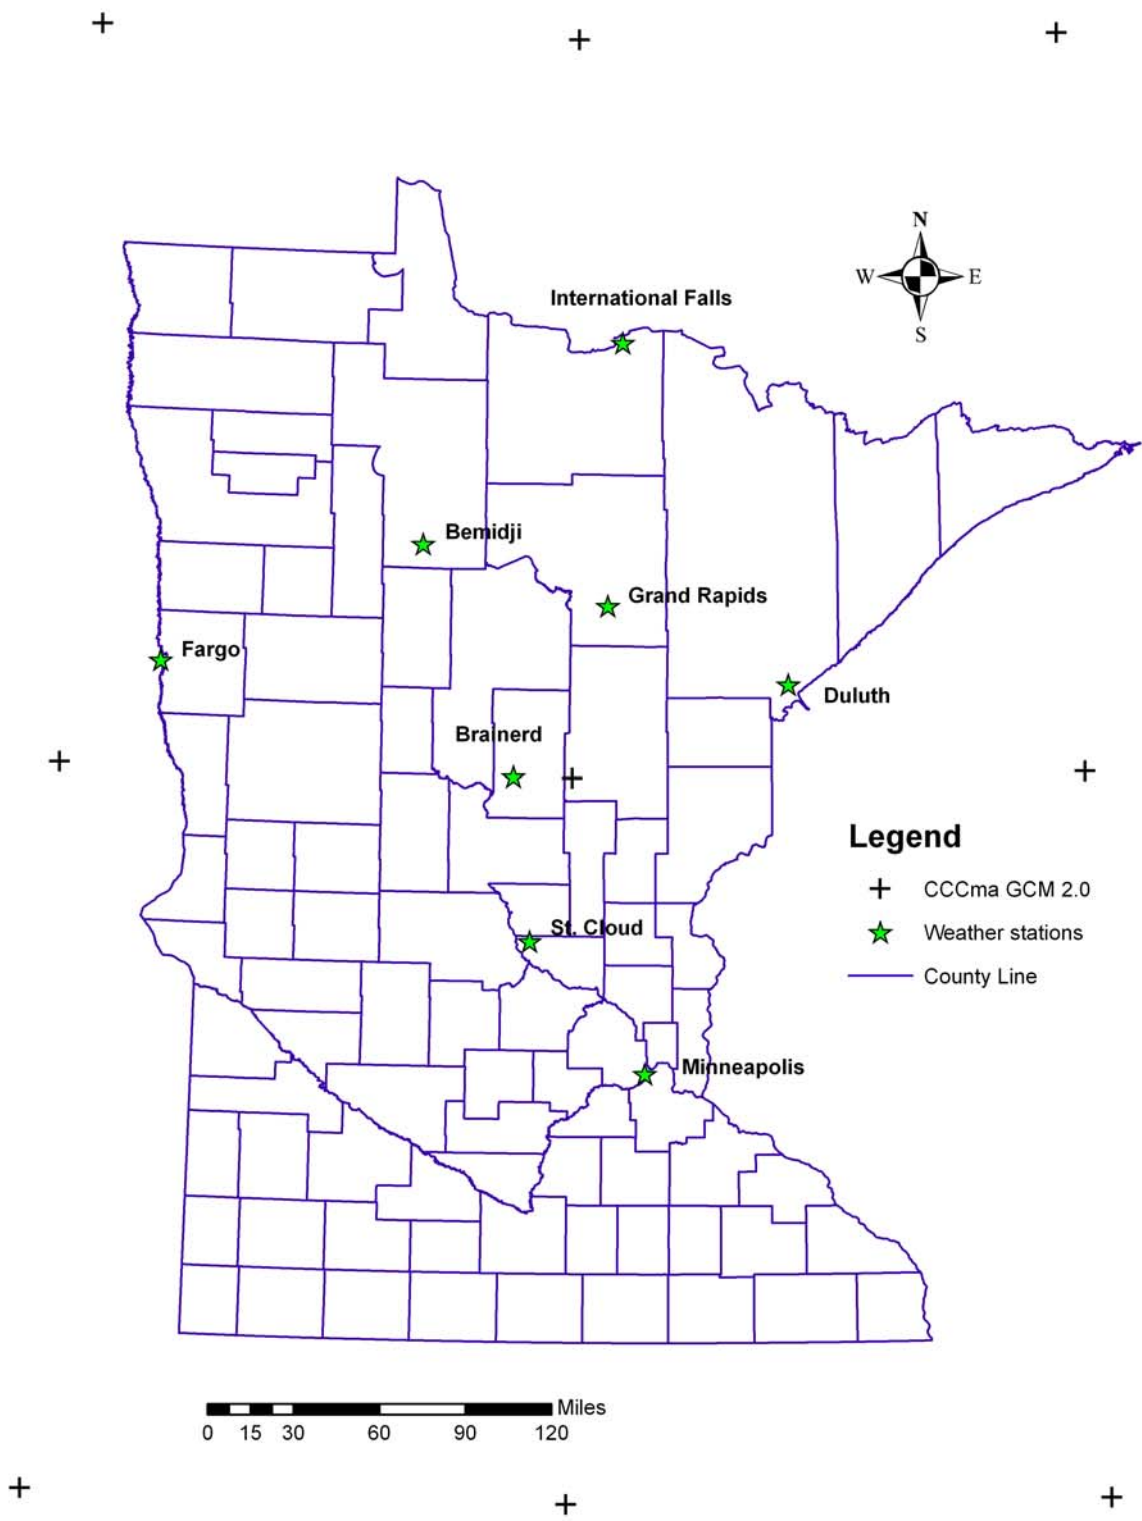 N
International Falls
W E
S
Bemidji
Grand Rapids
Fargo
Duluth
Brainerd
Legend
CCCma GCM 2.0
St. Cloud
Weather stations
County Line
Minneapolis
Miles
0 15 30 60 90 120